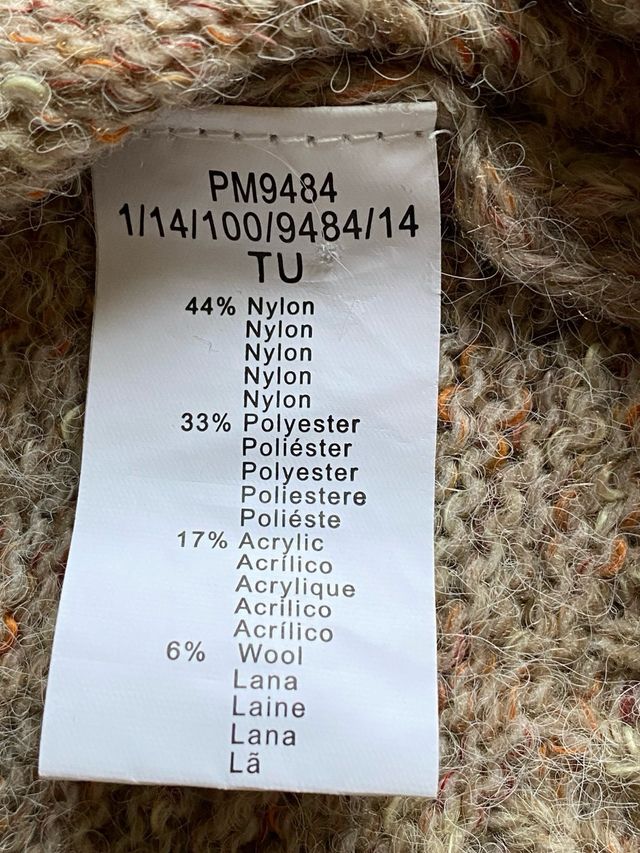 PM9484
1/14/100/9484/14
TU
44% Nylon
Nylon
Nylon
Nylon
Nylon
33% Polyester
Poliéster
Polyester
Poliestere
Poliéste
17% Acrylic
Acrílico
Acrylique
Acrilico
Acrílico
6% Wool
Lana
Laine
Lana
Lã